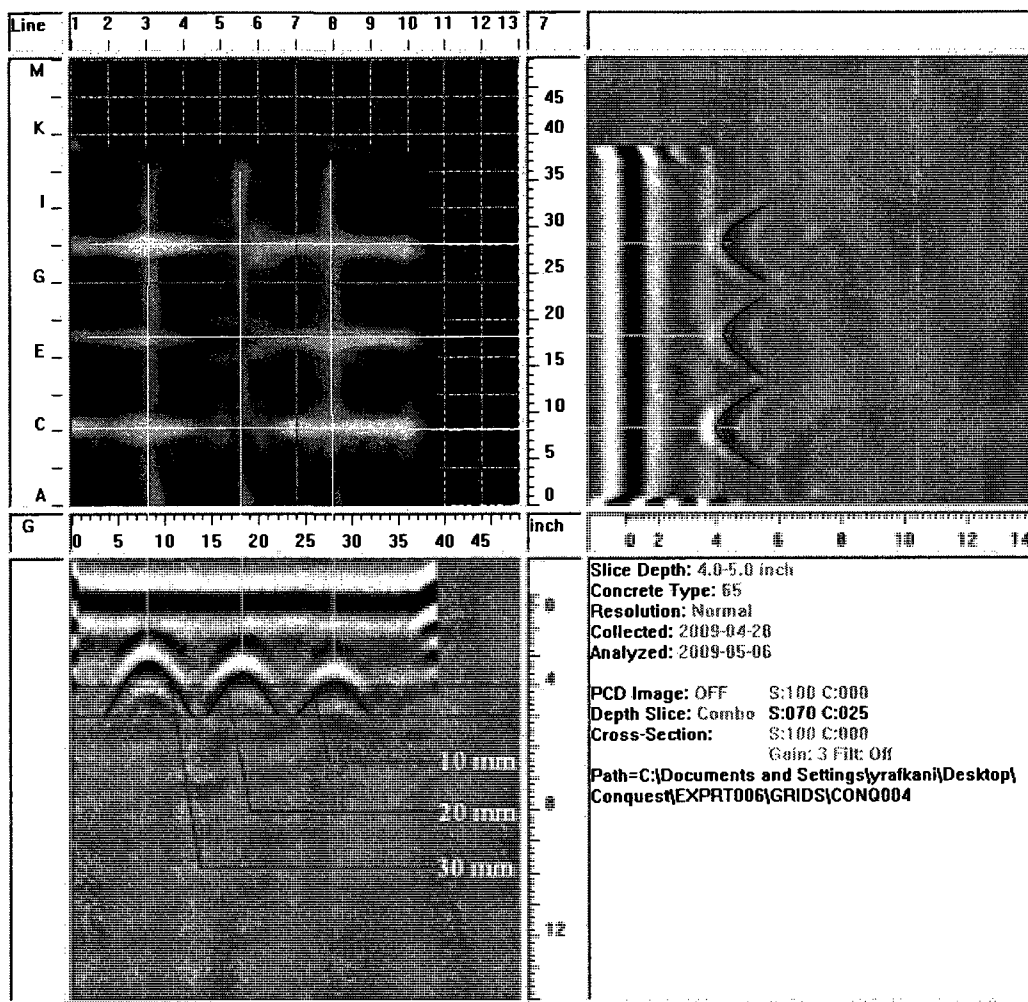 Line 1 2 3 4 5 6 7 8 9 10 11 12 13 7
M
K
I
G
E
C
A
45
40
35
30
25
20
15
10
5
0
G 0 5 10 15 20 25 30 35 40 45 inch 0 2 4 6 8 10 12 14
0
4
8
12
10 mm
20 mm
30 mm
Slice Depth: 4.0-5.0 inch
Concrete Type: 65
Resolution: Normal
Collected: 2009-04-28
Analyzed: 2009-05-06
PCD Image: OFF S:100 C:000
Depth Slice: Combo S:070 C:025
Cross-Section: S:100 C:000
Gain: 3 Filt: Off
Path=C:\Documents and Settings\yrafkani\Desktop\
Conquest\EXPRT006\GRIDS\CONQ004